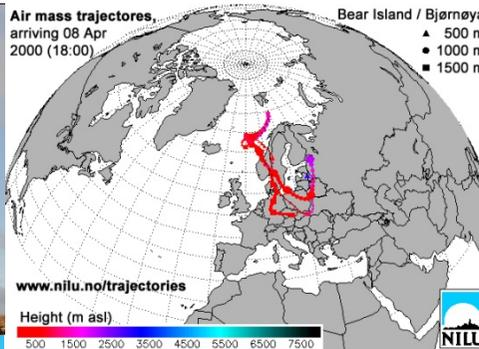 Air mass trajectores,
arriving 08 Apr
2000 (18:00)
Bear Island / Bjørnøya
500 m
1000 m
1500 m
www.nilu.no/trajectories
Height (m asl)
500 1500 2500 3500 4500 5500 6500 7500
NILU